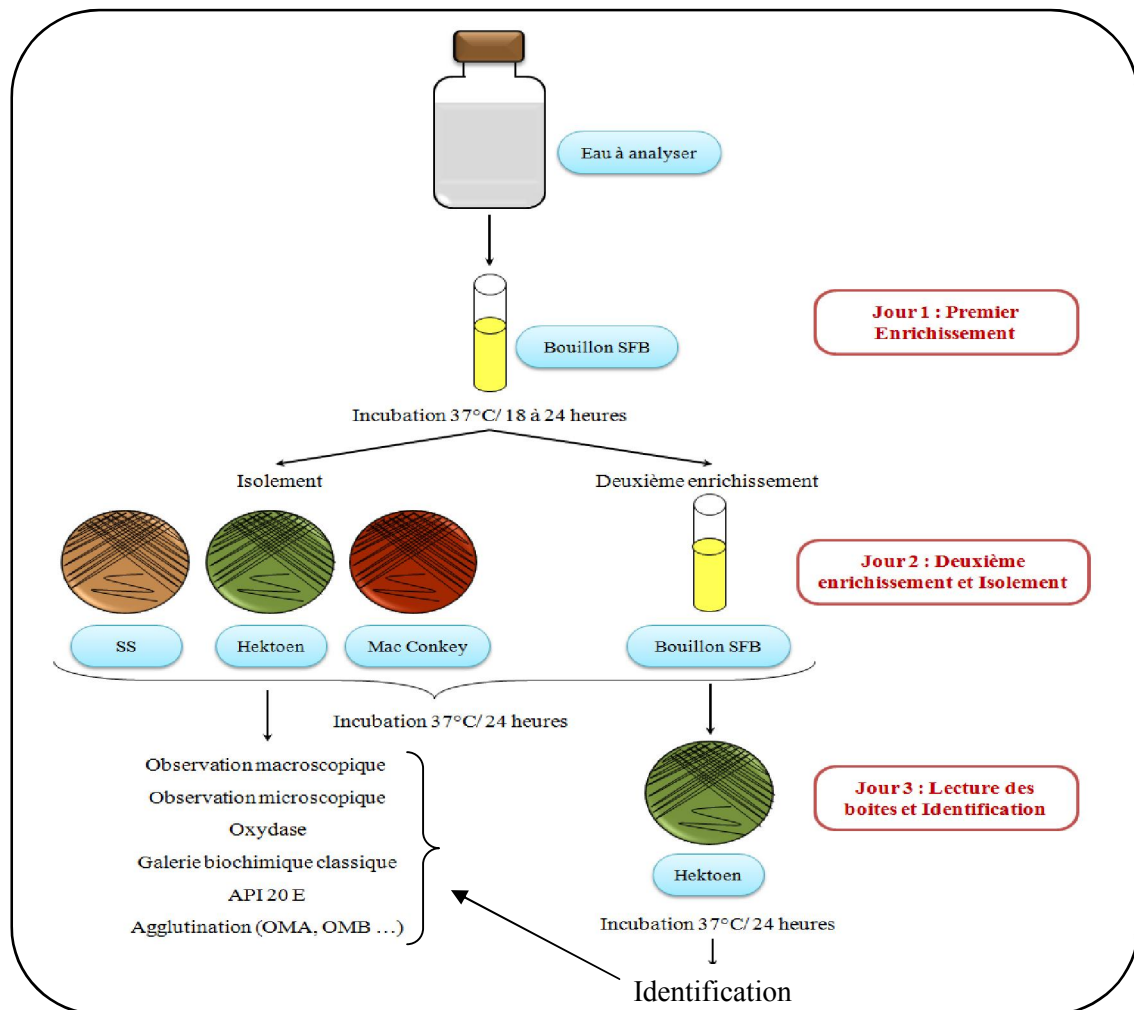 Eau à analyser
Jour 1 : Premier
Enrichissement
Bouillon SFB
Incubation 37°C/ 18 à 24 heures
Isolement
Deuxième enrichissement
Jour 2 : Deuxième
enrichissement et Isolement
SS
Hektoen
Mac Conkey
Bouillon SFB
Incubation 37°C/ 24 heures
Observation macroscopique
Observation microscopique
Oxydase
Galerie biochimique classique
API 20 E
Agglutination (OMA, OMB …)
Jour 3 : Lecture des
boites et Identification
Hektoen
Incubation 37°C/ 24 heures
Identification